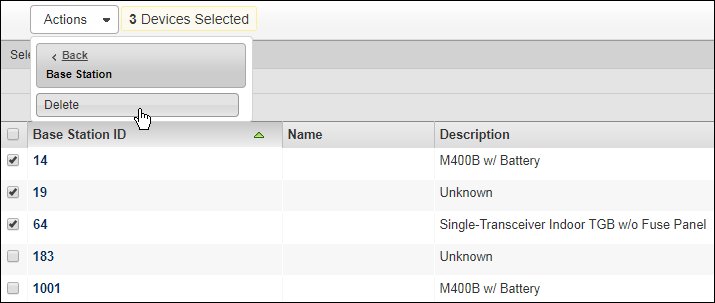 Actions 3 Devices Selected
Back
Sele
Base Station
Delete
Base Station ID Name Description
14 M400B w/ Battery
19 Unknown
64 Single-Transceiver Indoor TGB w/o Fuse Panel
183 Unknown
1001 M400B w/ Battery